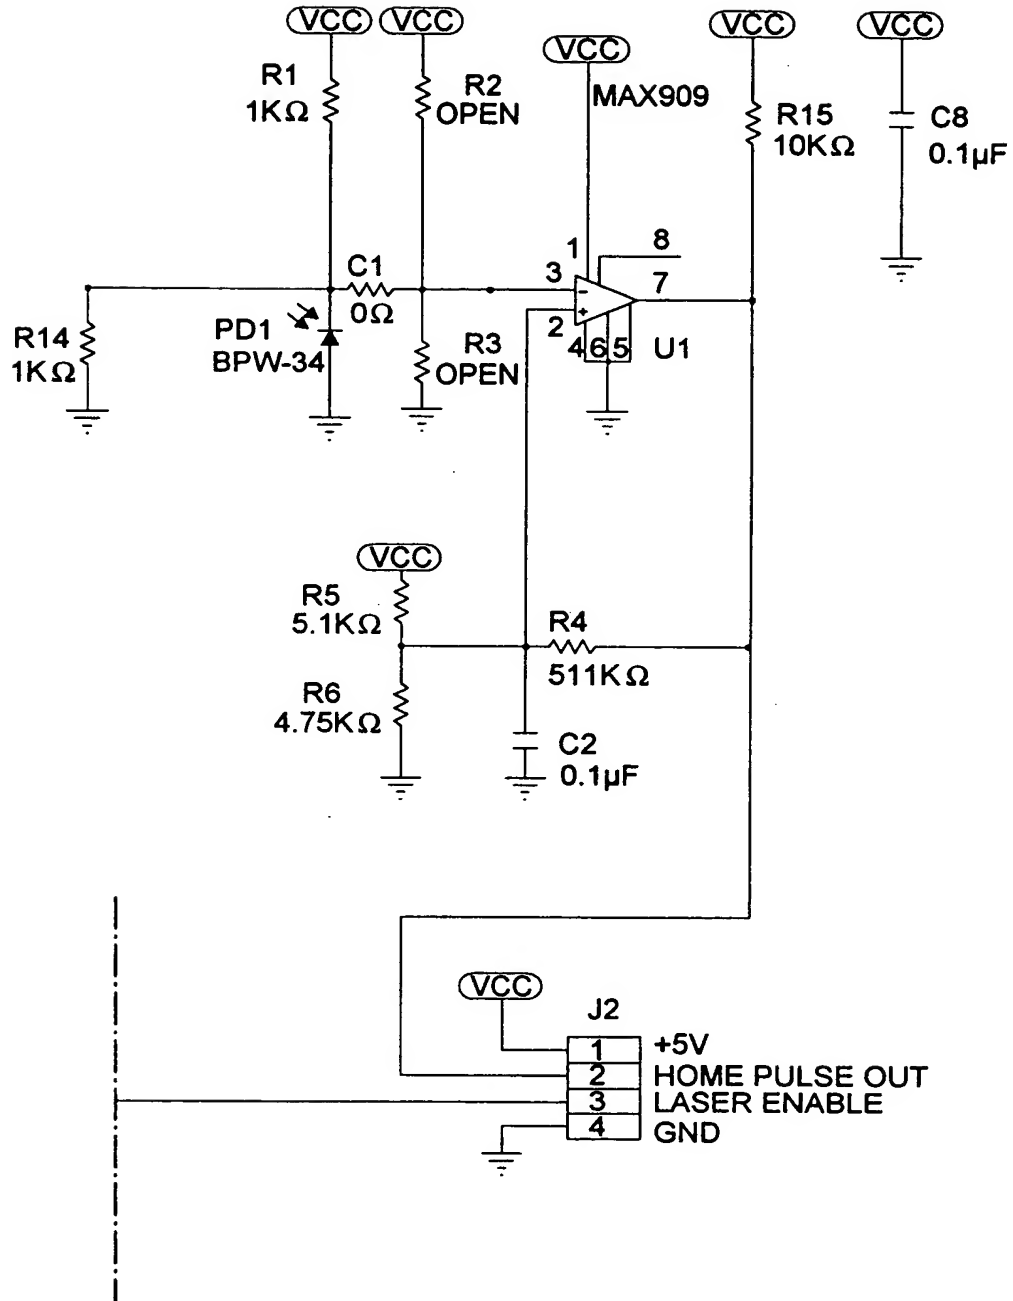 VCC
VCC
VCC
VCC
VCC
R1
1KΩ
R2
OPEN
MAX909
R15
10KΩ
C8
0.1µF
1
8
C1
0Ω
3
7
-
+
2
R14
1KΩ
PD1
BPW-34
R3
OPEN
4 6 5
U1
VCC
R5
5.1KΩ
R4
511KΩ
R6
4.75KΩ
C2
0.1µF
VCC
J2
1 +5V
2 HOME PULSE OUT
3 LASER ENABLE
4 GND